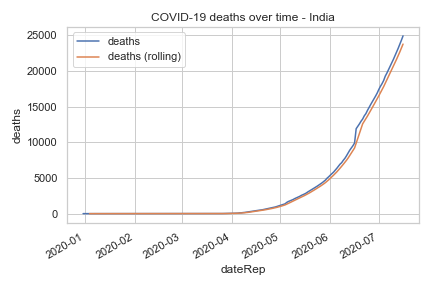 COVID-19 deaths over time - India
deaths
deaths (rolling)
25000
20000
15000
10000
5000
0
deaths
2020-01
2020-02
2020-03
2020-04
2020-05
2020-06
2020-07
dateRep